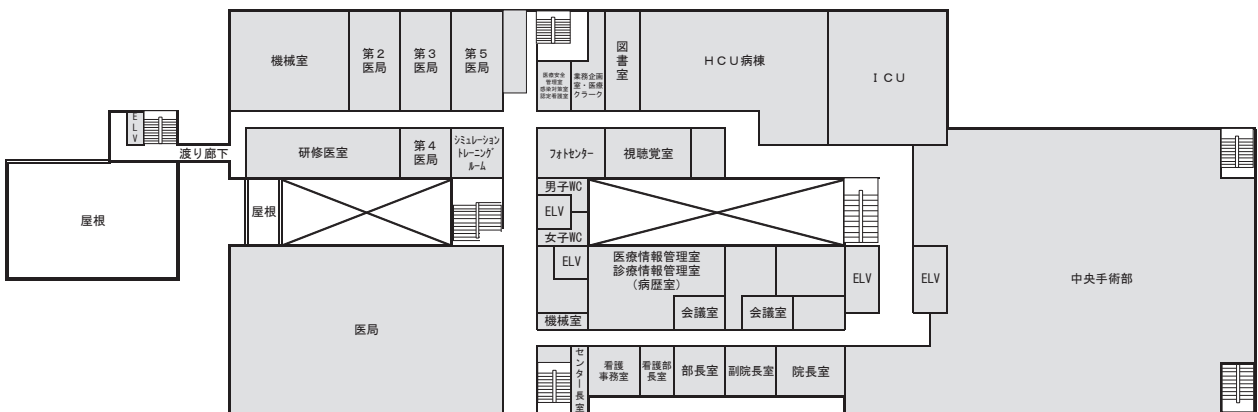 機械室
第２
医局
第３
医局
第５
医局
医療安全
管理室
感染対策室
認定看護室
業務企画
室・医療
クラーク
図
書
室
ＨＣＵ病棟
ＩＣＵ
Ｅ
Ｌ
Ｖ
渡り廊下
研修医室
第４
医局
シミュレーション
トレーニング
ルーム
フォトセンター
視聴覚室
屋根
屋根
男子WC
ELV
女子WC
ELV
医療情報管理室
診療情報管理室
（病歴室）
ELV
ELV
中央手術部
医局
機械室
会議室
会議室
セ
ン
タ
ー
長
室
看護
事務室
看護部
長室
部長室
副院長室
院長室